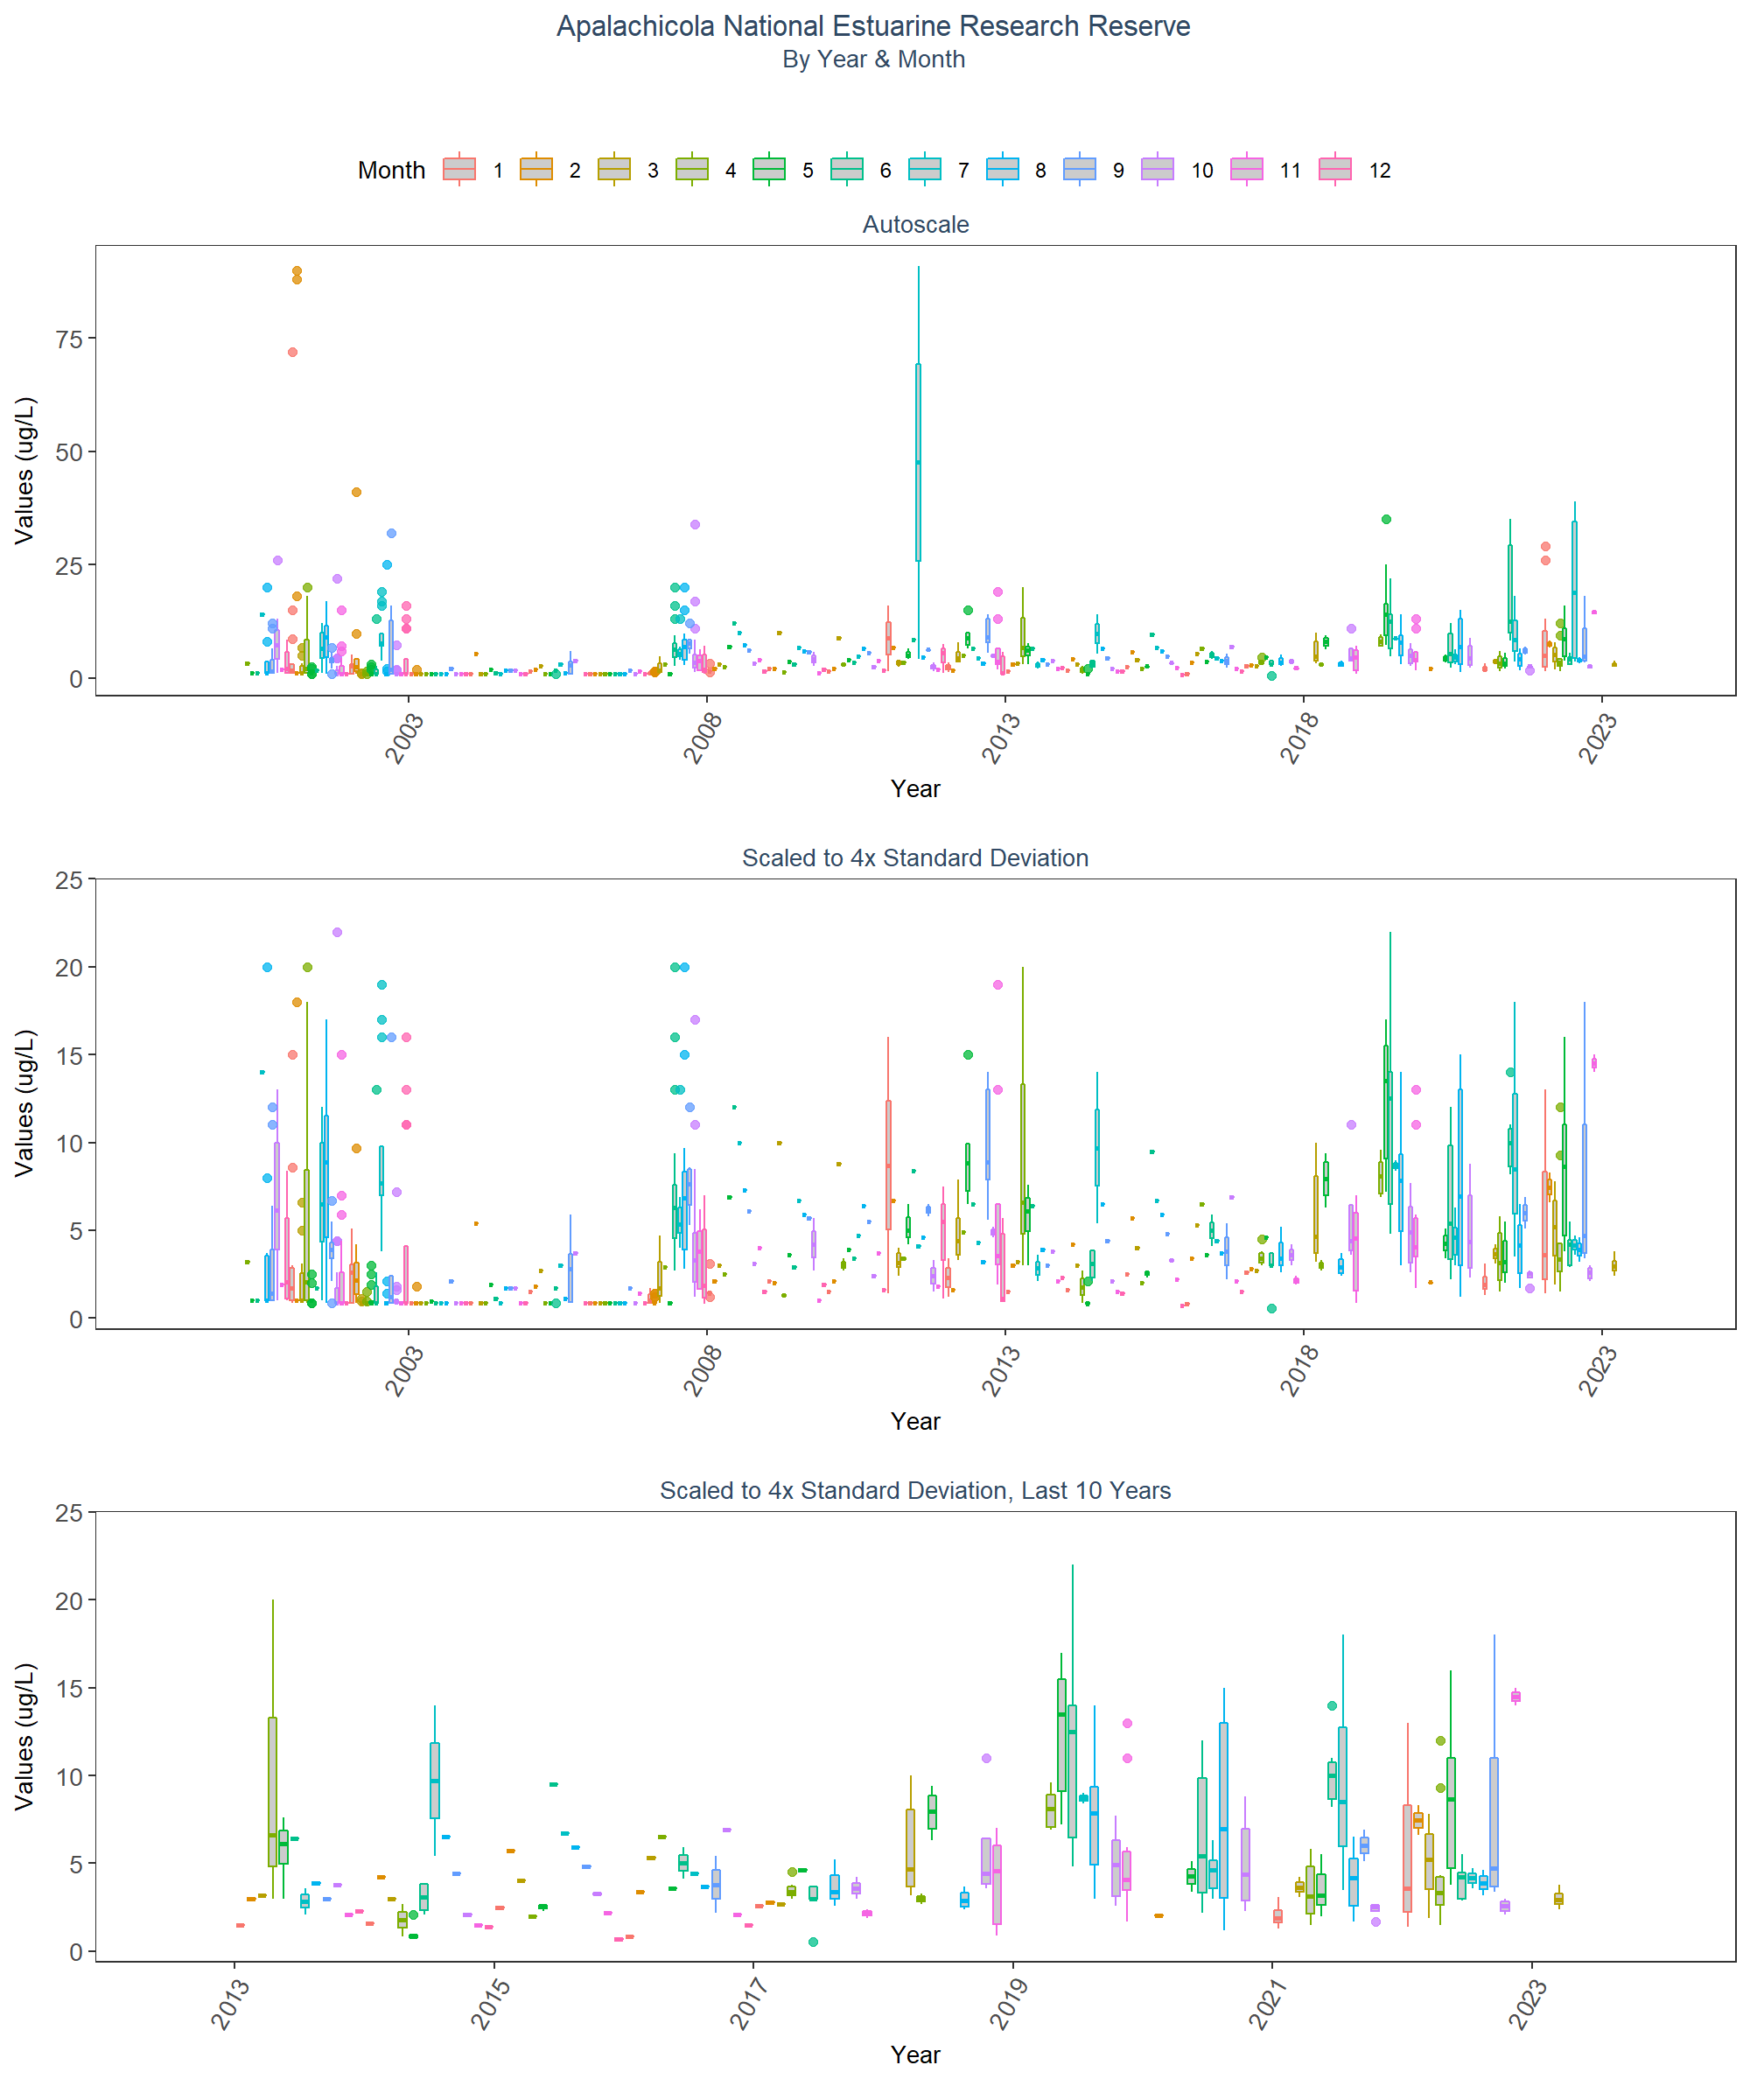 Apalachicola National Estuarine Research Reserve
By Year & Month
Month 1 2 3 4 5 6 7 8 9 10 11 12
Autoscale
Values (ug/L)
75
50
25
0
2003 2008 2013 2018 2023
Year
Scaled to 4x Standard Deviation
Values (ug/L)
25
20
15
10
5
0
2003 2008 2013 2018 2023
Year
Scaled to 4x Standard Deviation, Last 10 Years
Values (ug/L)
25
20
15
10
5
0
2013 2015 2017 2019 2021 2023
Year